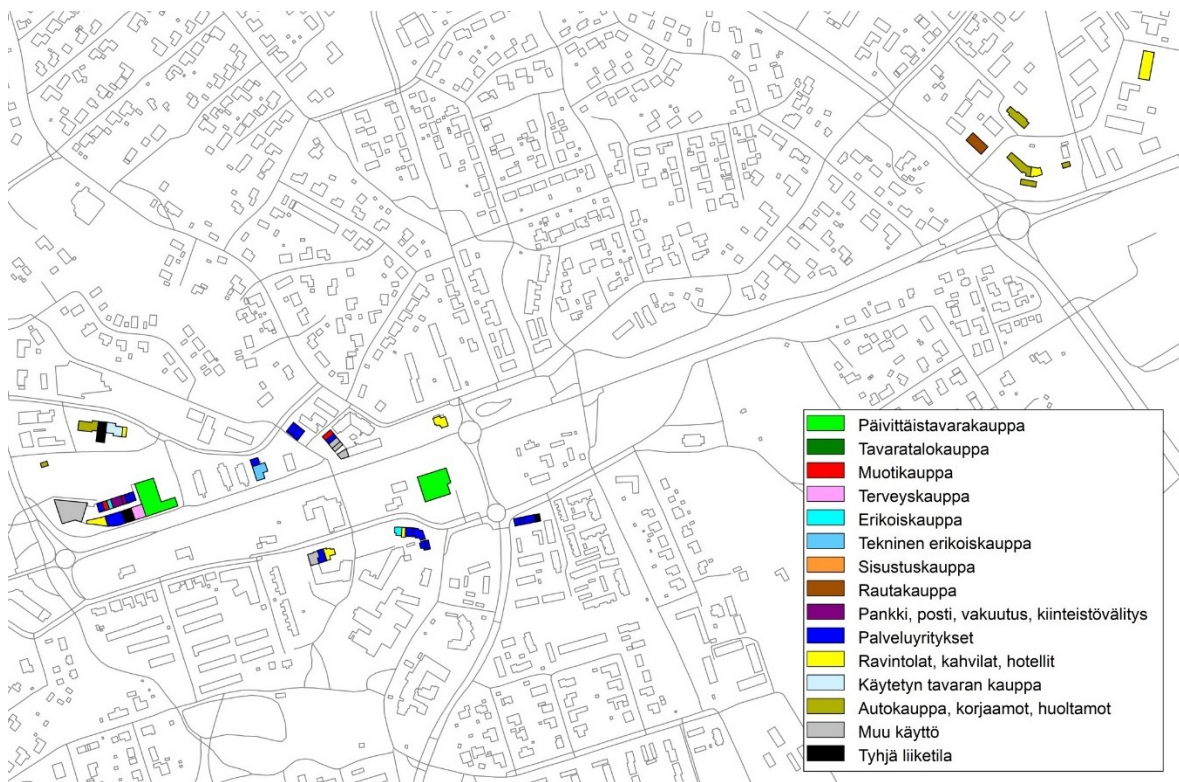 Päivittäistavarakauppa
Tavaratalokauppa
Muotikauppa
Terveyskauppa
Erikoiskauppa
Tekninen erikoiskauppa
Sisustuskauppa
Rautakauppa
Pankki, posti, vakuutus, kiinteistövälitys
Palveluyritykset
Ravintolat, kahvilat, hotellit
Käytetyn tavaran kauppa
Autokauppa, korjaamot, huoltamot
Muu käyttö
Tyhjä liiketila